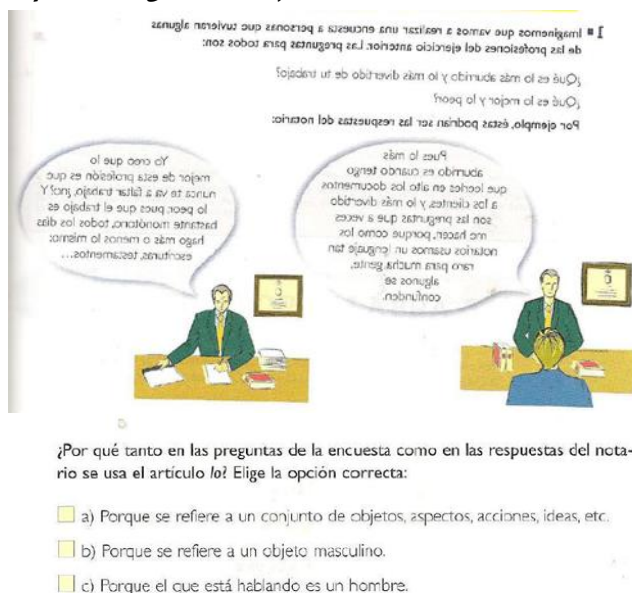 1 ■ Imaginemos que vamos a realizar una encuesta a personas que tuvieran algunas
de las profesiones del ejercicio anterior. Las preguntas para todos son:
¿Qué es lo más aburrido y lo más divertido de tu trabajo?
¿Qué es lo mejor y lo peor?
Por ejemplo, éstas podrían ser las respuestas del notario:
Pues lo más
aburrido es cuando tengo
que leerles en alto los documentos
a los clientes, y lo más divertido
son las preguntas que a veces
me hacen, porque como los
notarios usamos un lenguaje tan
raro para mucha gente,
algunos se
confunden.
Yo creo que lo
mejor de esta profesión es que
nunca te va a faltar trabajo, ¿no? Y
lo peor, pues que el trabajo es
bastante monótono, todos los días
hago más o menos lo mismo:
escrituras, testamentos...
¿Por qué tanto en las preguntas de la encuesta como en las respuestas del nota-
rio se usa el artículo lo? Elige la opción correcta:
a) Porque se refiere a un conjunto de objetos, aspectos, acciones, ideas, etc.
b) Porque se refiere a un objeto masculino.
c) Porque el que está hablando es un hombre.